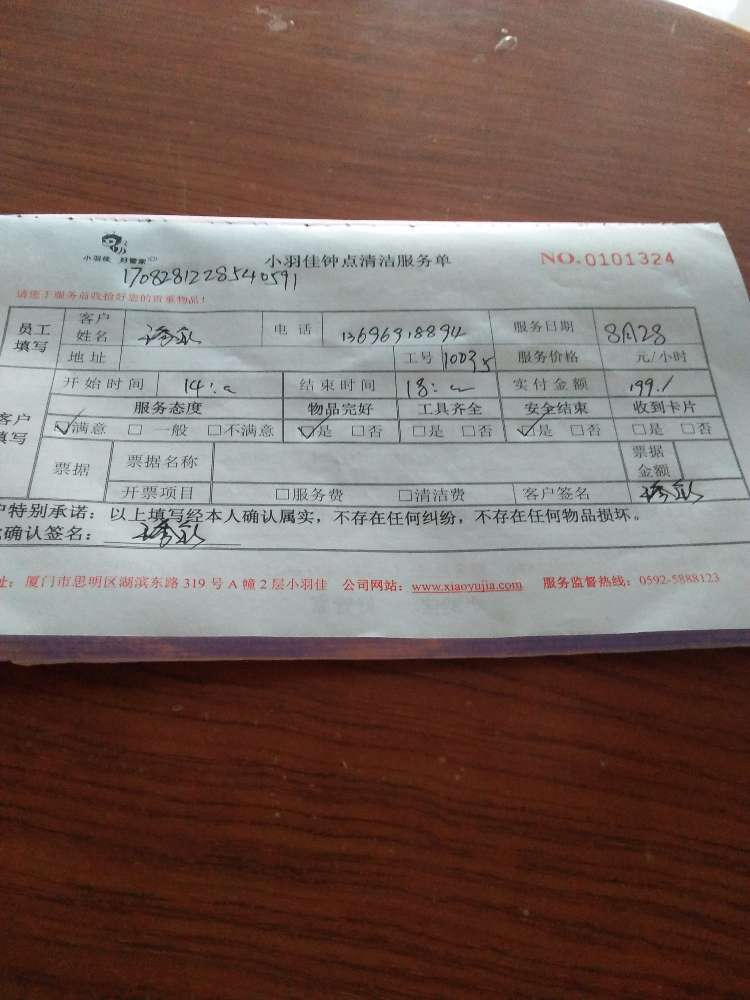 小羽佳 好管家
小羽佳钟点清洁服务单
NO.0101324
1708281228540591
请您于服务前收拾好您的贵重物品!
员工填写 客户姓名 电话 13696918894 服务日期 8月28
地址 工号 10035 服务价格 元/小时
客户填写 开始时间 14: 结束时间 18: 实付金额 199.1
服务态度 物品完好 工具齐全 安全结束 收到卡片
☑满意 □一般 □不满意 ☑是 □否 □是 □否 ☑是 □否 □是 □否
票据 票据名称 票据金额
开票项目 □服务费 □清洁费 客户签名
户特别承诺:以上填写经本人确认属实,不存在任何纠纷,不存在任何物品损坏。
确认签名:
址:厦门市思明区湖滨东路 319 号 A 幢 2 层小羽佳 公司网站:www.xiaoyujia.com 服务监督热线:0592-5888123